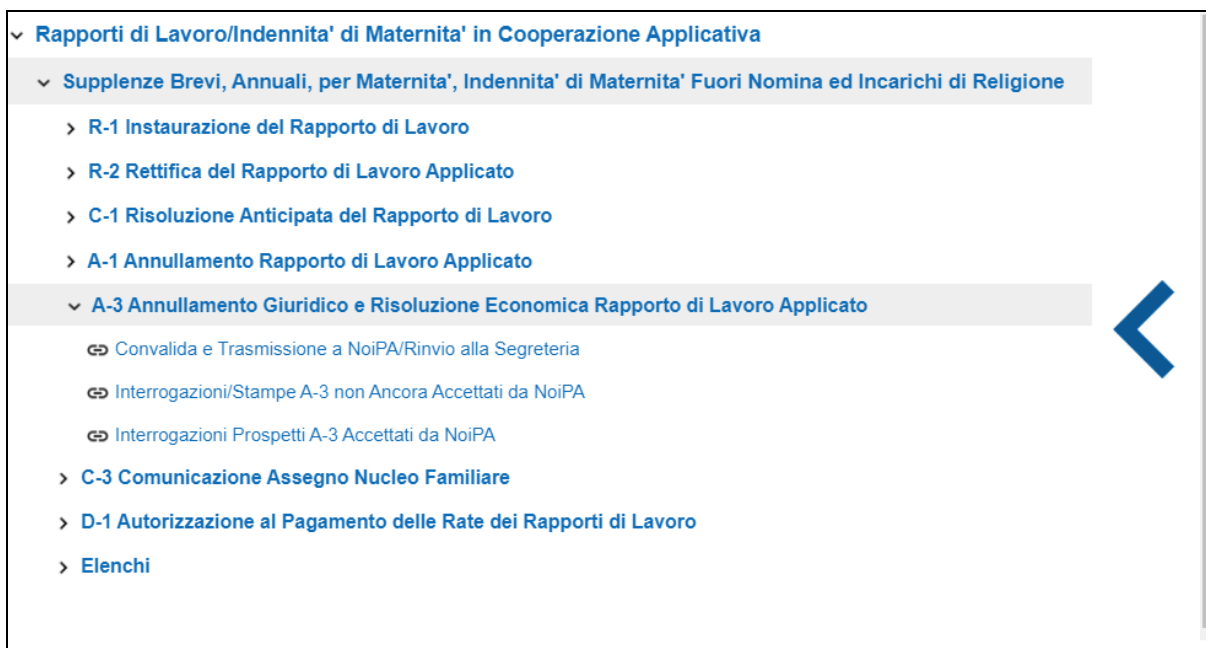 Rapporti di Lavoro/Indennita' di Maternita' in Cooperazione Applicativa
Supplenze Brevi, Annuali, per Maternita', Indennita' di Maternita' Fuori Nomina ed Incarichi di Religione
R-1 Instaurazione del Rapporto di Lavoro
R-2 Rettifica del Rapporto di Lavoro Applicato
C-1 Risoluzione Anticipata del Rapporto di Lavoro
A-1 Annullamento Rapporto di Lavoro Applicato
A-3 Annullamento Giuridico e Risoluzione Economica Rapporto di Lavoro Applicato
Convalida e Trasmissione a NoiPA/Rinvio alla Segreteria
Interrogazioni/Stampe A-3 non Ancora Accettati da NoiPA
Interrogazioni Prospetti A-3 Accettati da NoiPA
C-3 Comunicazione Assegno Nucleo Familiare
D-1 Autorizzazione al Pagamento delle Rate dei Rapporti di Lavoro
Elenchi